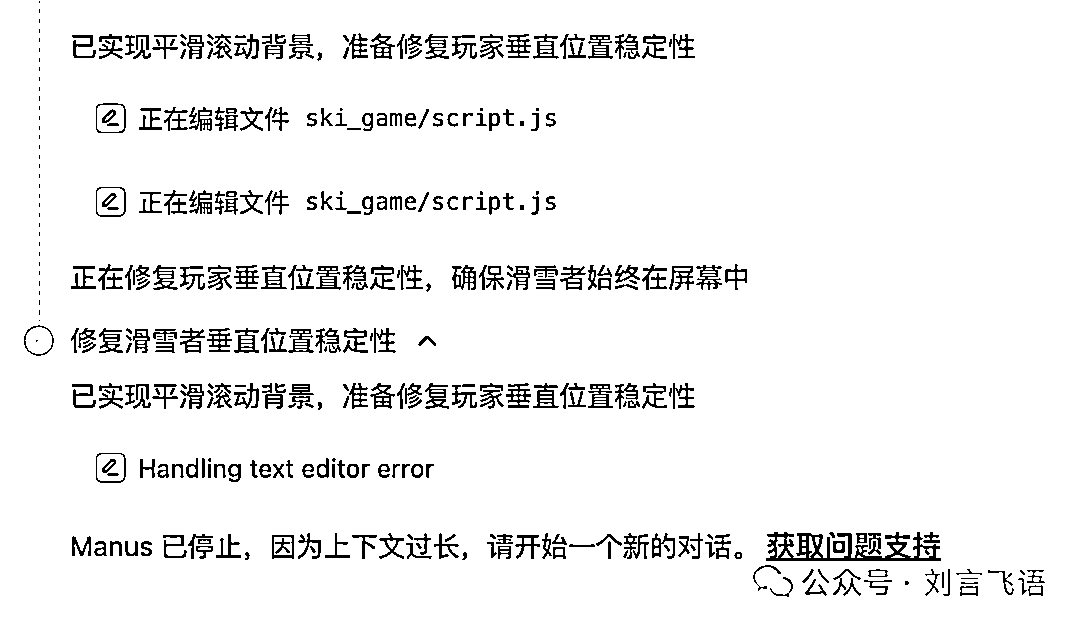 已实现平滑滚动背景，准备修复玩家垂直位置稳定性
正在编辑文件 ski_game/script.js
正在编辑文件 ski_game/script.js
正在修复玩家垂直位置稳定性，确保滑雪者始终在屏幕中
修复滑雪者垂直位置稳定性
已实现平滑滚动背景，准备修复玩家垂直位置稳定性
Handling text editor error
Manus 已停止，因为上下文过长，请开始一个新的对话。 获取问题支持
公众号 · 刘言飞语